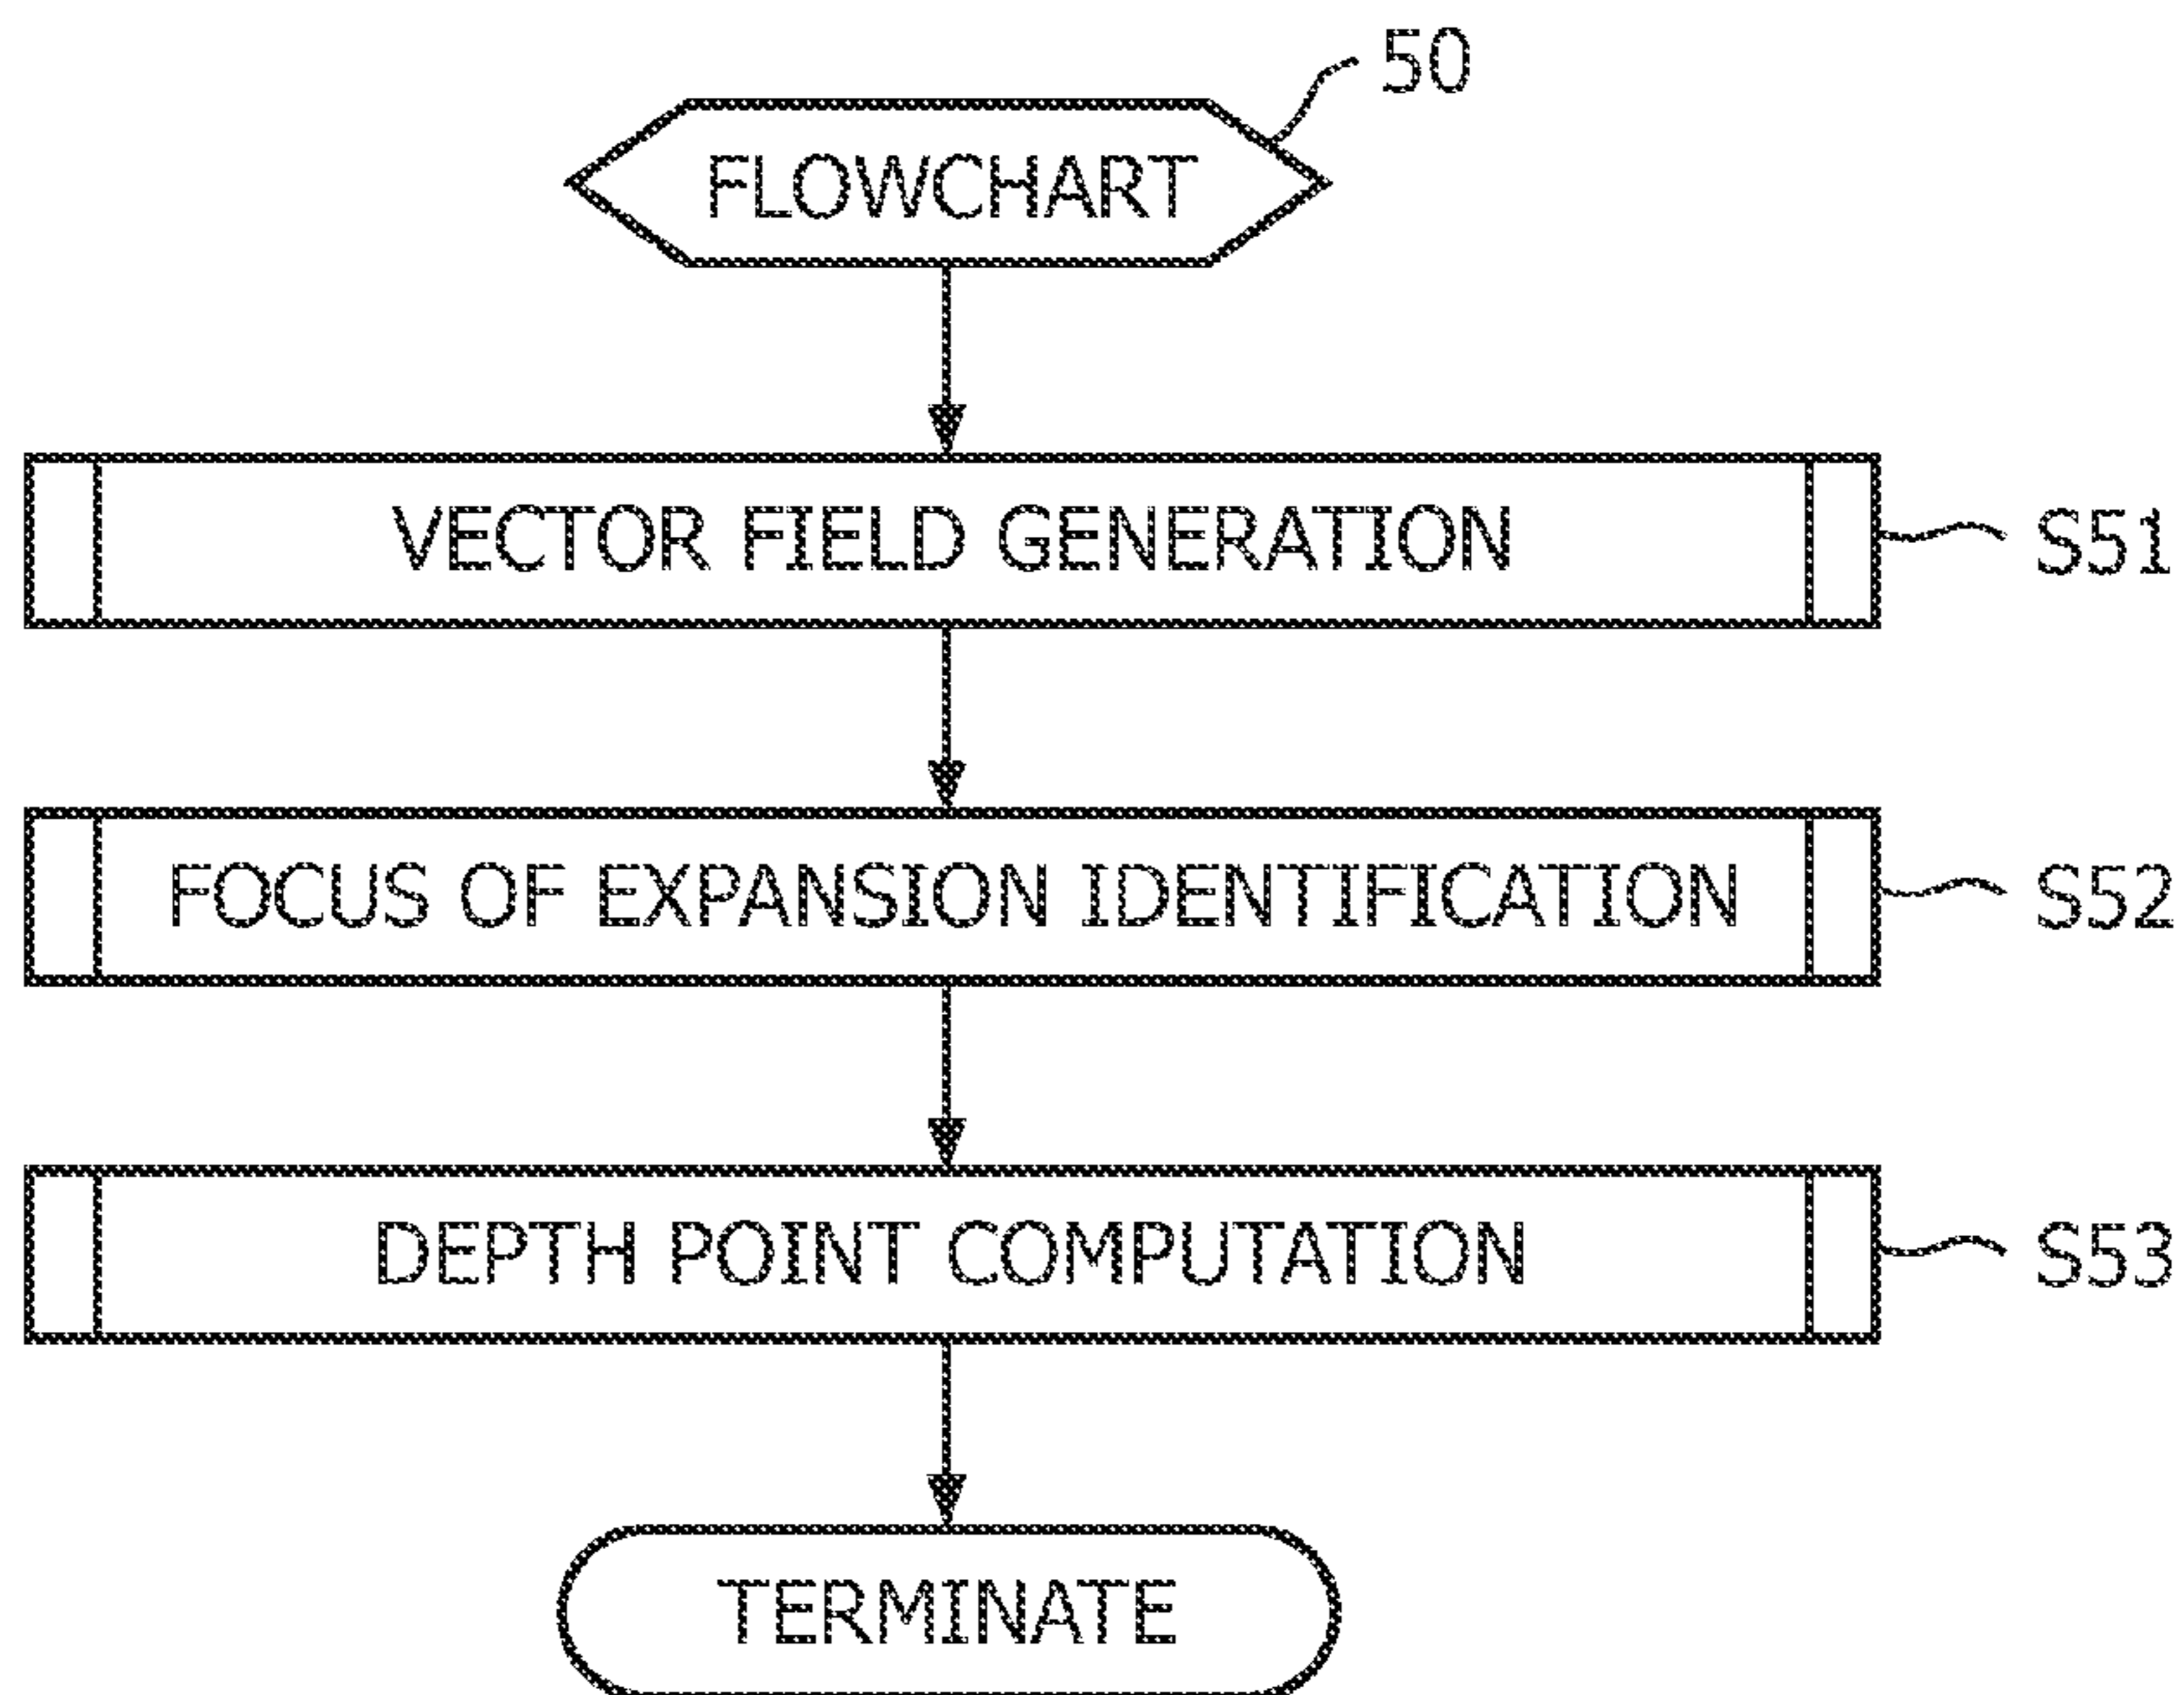 50
FLOWCHART
VECTOR FIELD GENERATION
S51
FOCUS OF EXPANSION IDENTIFICATION
S52
DEPTH POINT COMPUTATION
S53
TERMINATE